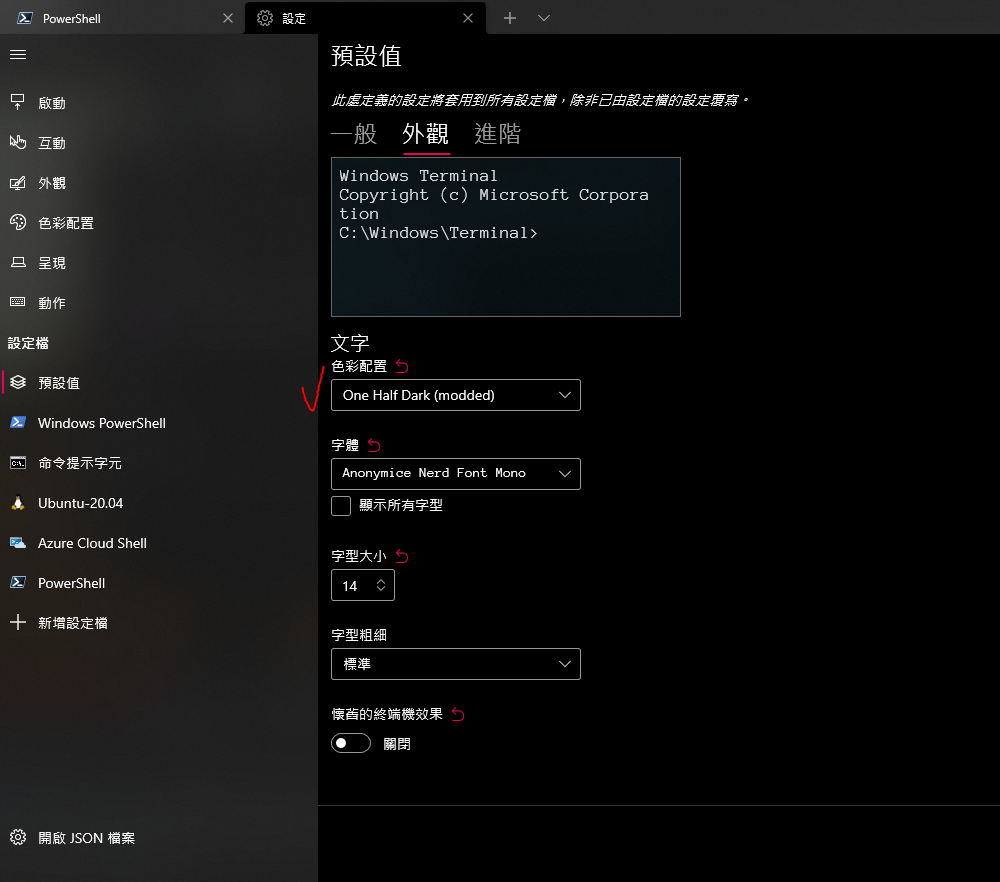 PowerShell
設定
啟動
互動
外觀
色彩配置
呈現
動作
設定檔
預設值
Windows PowerShell
命令提示字元
Ubuntu-20.04
Azure Cloud Shell
PowerShell
新增設定檔
開啟 JSON 檔案
預設值
此處定義的設定將套用到所有設定檔，除非已由設定檔的設定覆寫。
一般 外觀 進階
Windows Terminal
Copyright (c) Microsoft Corpora
tion
C:\Windows\Terminal>
文字
色彩配置
One Half Dark (modded)
字體
Anonymice Nerd Font Mono
顯示所有字型
字型大小
14
字型粗細
標準
懷舊的終端機效果
關閉